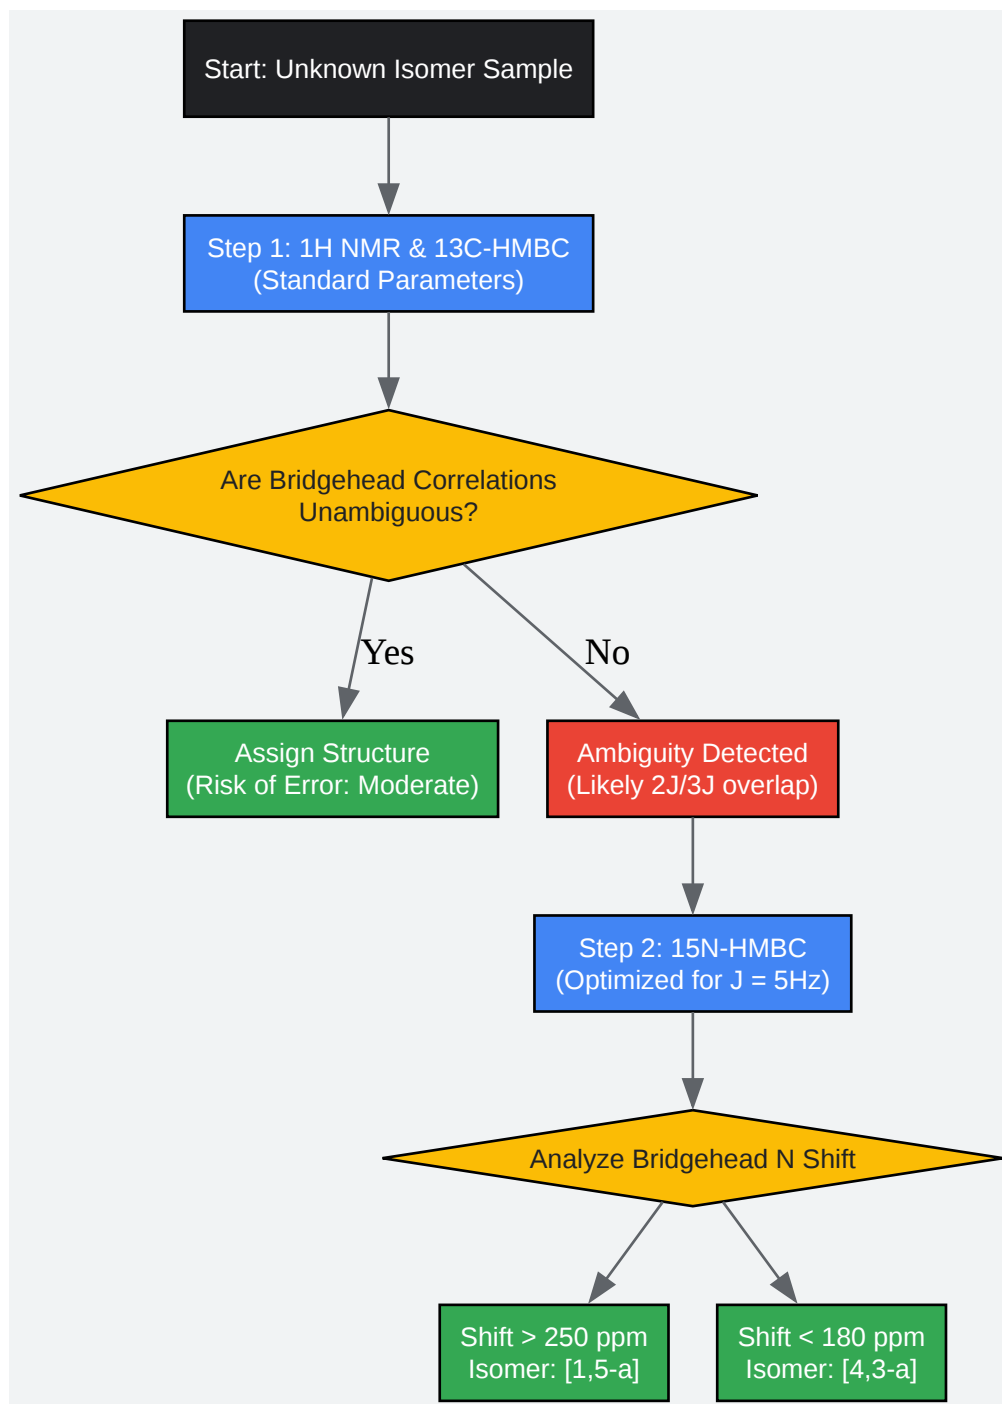 Start: Unknown Isomer Sample
Step 1: 1H NMR & 13C-HMBC
(Standard Parameters)
Are Bridgehead Correlations
Unambiguous?
Yes
No
Assign Structure
(Risk of Error: Moderate)
Ambiguity Detected
(Likely 2J/3J overlap)
Step 2: 15N-HMBC
(Optimized for J = 5Hz)
Analyze Bridgehead N Shift
Shift > 250 ppm
Isomer: [1,5-a]
Shift < 180 ppm
Isomer: [4,3-a]